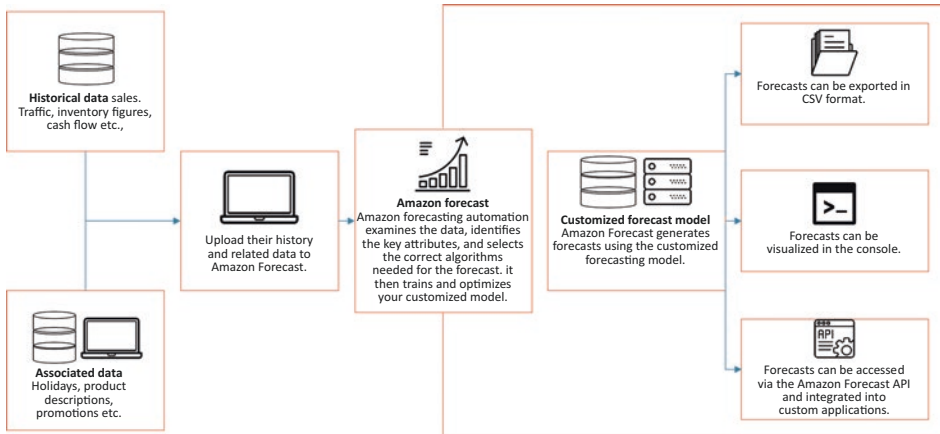 Historical data sales.
Traffic, inventory figures,
cash flow etc.,
Associated data
Holidays, product
descriptions,
promotions etc.
Upload their history
and related data to
Amazon Forecast.
Amazon forecast
Amazon forecasting automation
examines the data, identifies
the key attributes, and selects
the correct algorithms
needed for the forecast. it
then trains and optimizes
your customized model.
Customized forecast model
Amazon Forecast generates
forecasts using the customized
forecasting model.
Forecasts can be exported in
CSV format.
>_
Forecasts can be
visualized in the console.
API
Forecasts can be accessed
via the Amazon Forecast API
and integrated into
custom applications.